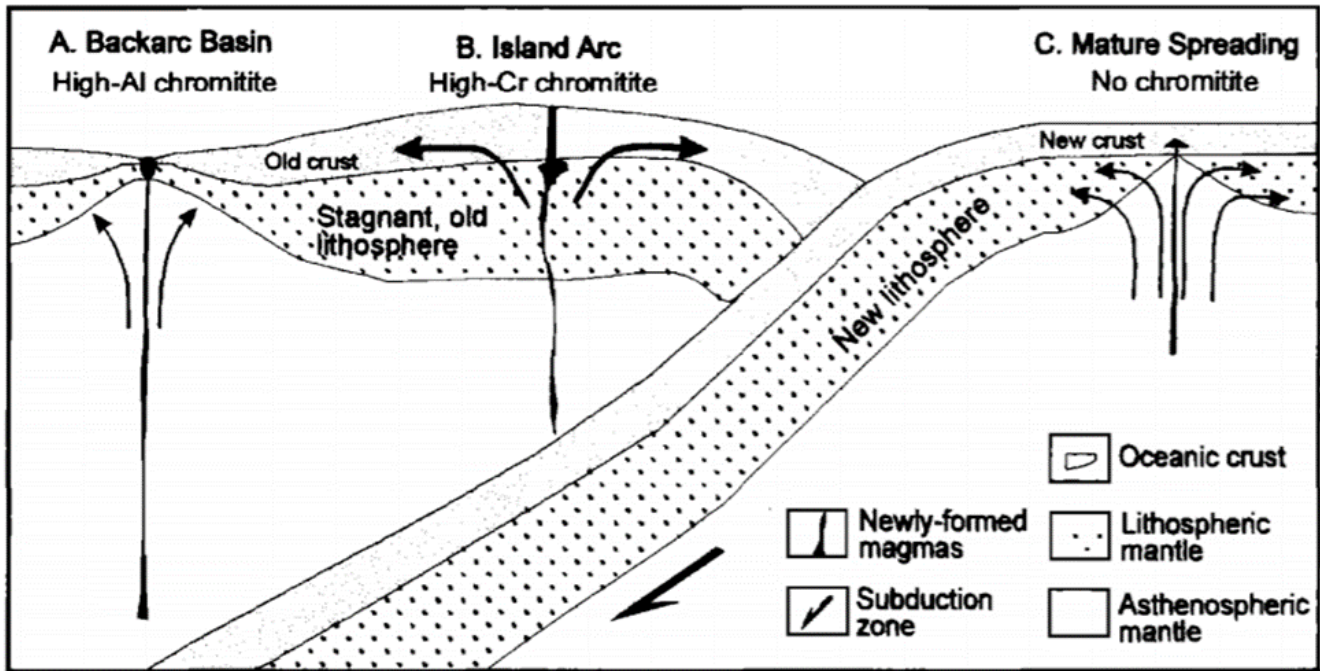 A. Backarc Basin
High-Al chromitite
B. Island Arc
High-Cr chromitite
C. Mature Spreading
No chromitite
Old crust
New crust
Stagnant, old
lithosphere
New lithosphere
Newly-formed
magmas
Subduction
zone
Oceanic crust
Lithospheric
mantle
Asthenospheric
mantle